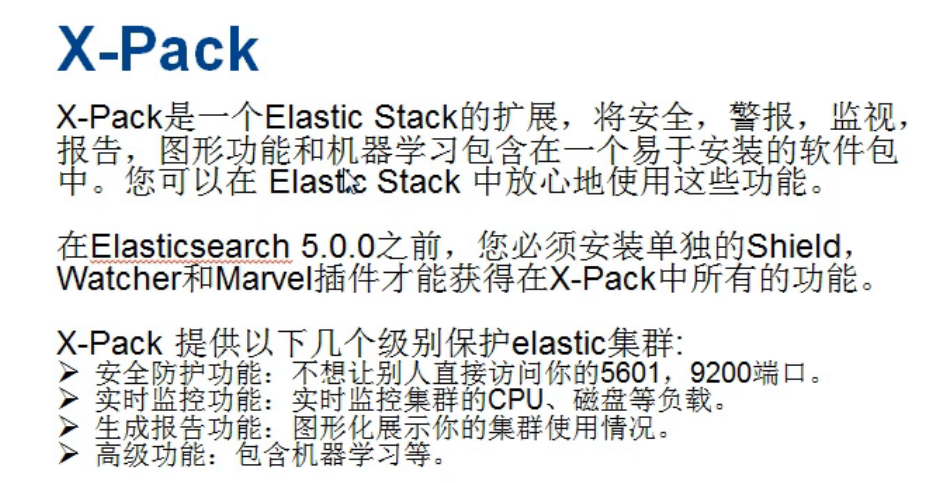 X-Pack
X-Pack是一个Elastic Stack的扩展，将安全，警报，监视，
报告，图形功能和机器学习包含在一个易于安装的软件包
中。您可以在 Elastic Stack 中放心地使用这些功能。
在Elasticsearch 5.0.0之前，您必须安装单独的Shield，
Watcher和Marvel插件才能获得在X-Pack中所有的功能。
X-Pack 提供以下几个级别保护elastic集群:
➢ 安全防护功能：不想让别人直接访问你的5601，9200端口。
➢ 实时监控功能：实时监控集群的CPU、磁盘等负载。
➢ 生成报告功能：图形化展示你的集群使用情况。
➢ 高级功能：包含机器学习等。